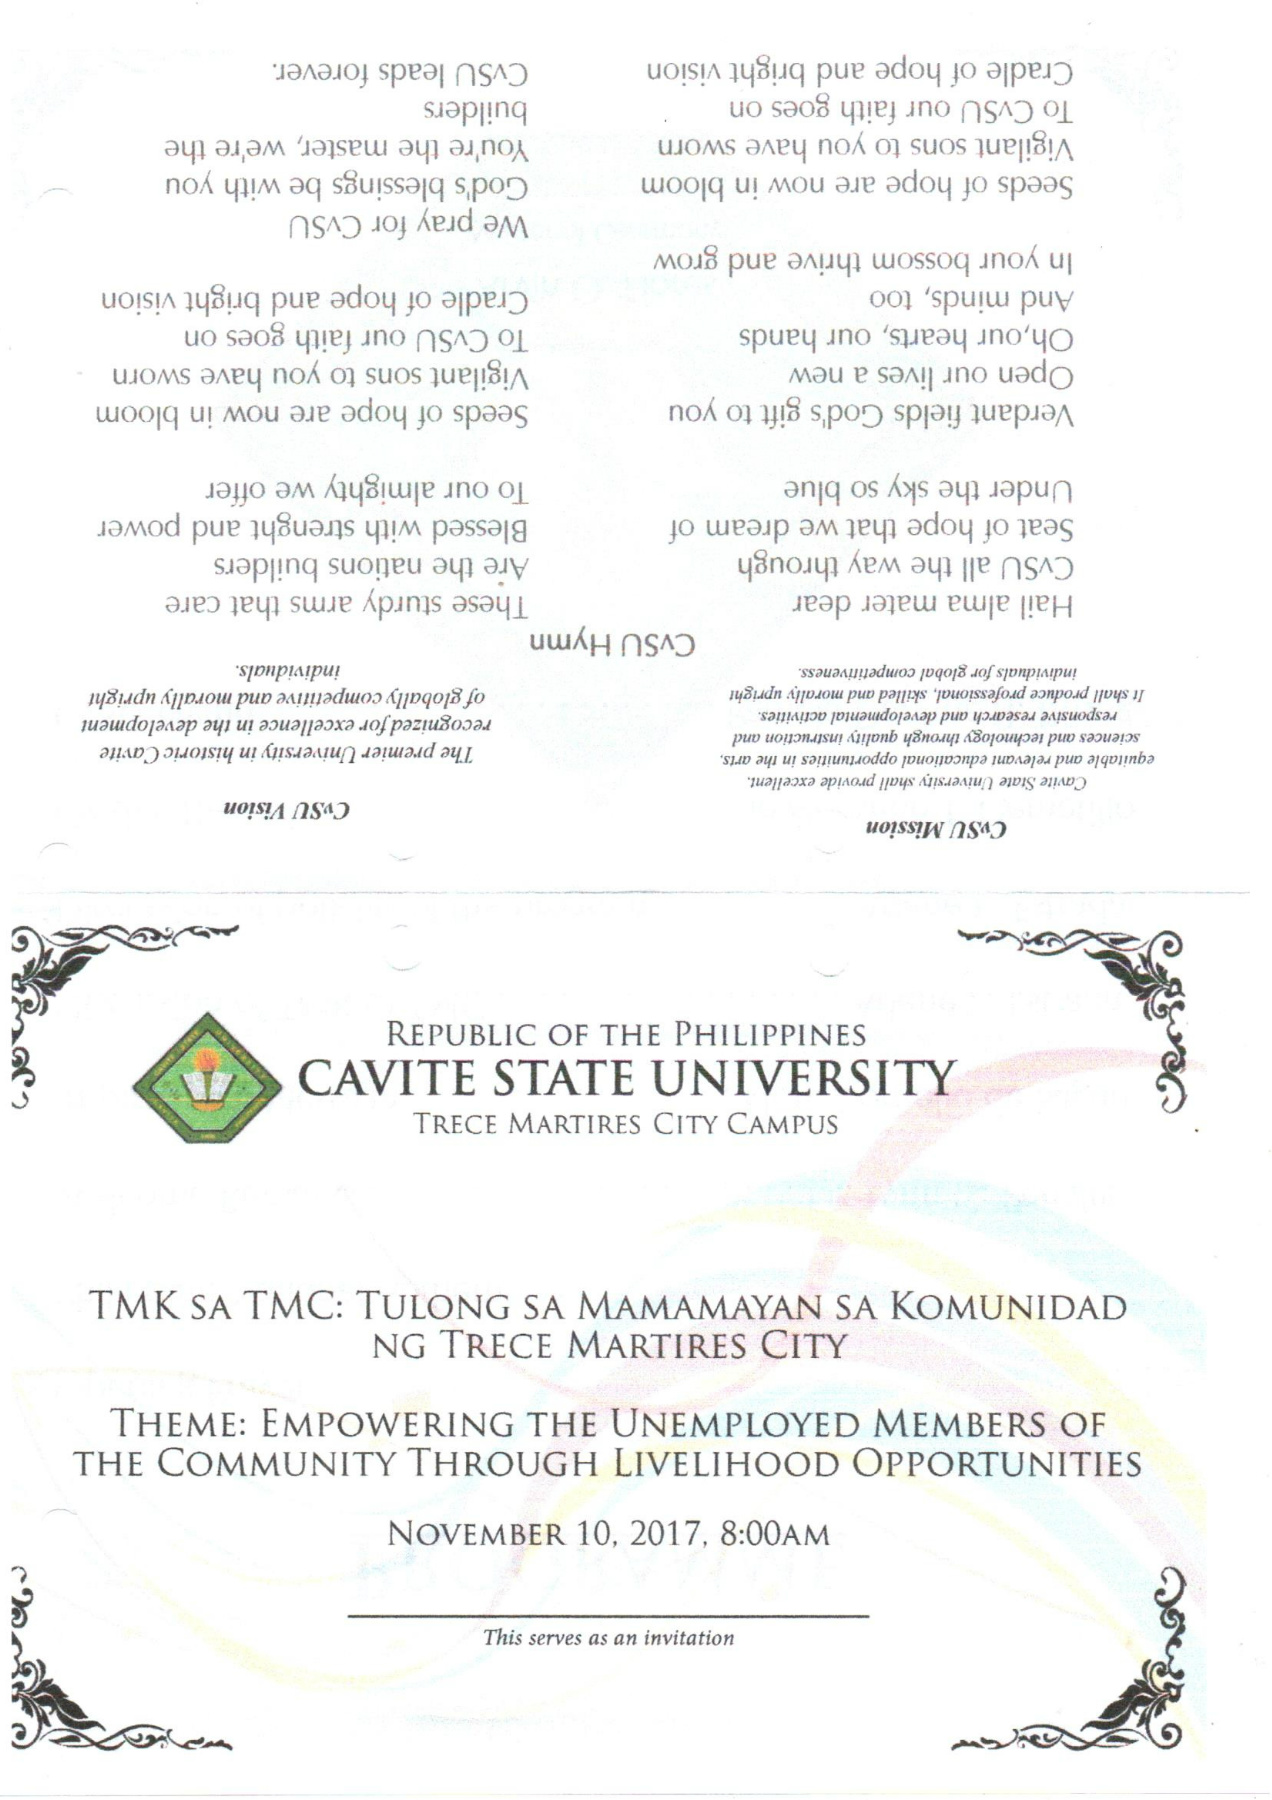 REPUBLIC OF THE PHILIPPINES
CAVITE STATE UNIVERSITY
TRECE MARTIRES CITY CAMPUS
TMK SA TMC: TULONG SA MAMAMAYAN SA KOMUNIDAD
NG TRECE MARTIRES CITY
THEME: EMPOWERING THE UNEMPLOYED MEMBERS OF
THE COMMUNITY THROUGH LIVELIHOOD OPPORTUNITIES
NOVEMBER 10, 2017, 8:00AM
This serves as an invitation
CvSU Mission
Cavite State University shall provide excellent,
equitable and relevant educational opportunities in the arts,
sciences and technology through quality instruction and
responsive research and developmental activities.
It shall produce professional, skilled and morally upright
individuals for global competitiveness.
CvSU Vision
The premier University in historic Cavite
recognized for excellence in the development
of globally competitive and morally upright
individuals.
CvSU Hymn
Hail alma mater dear
CvSU all the way through
Seat of hope that we dream of
Under the sky so blue
Verdant fields God's gift to you
Open our lives a new
Oh,our hearts, our hands
And minds, too
In your bossom thrive and grow
Seeds of hope are now in bloom
Vigilant sons to you have sworn
To CvSU our faith goes on
Cradle of hope and bright vision
These sturdy arms that care
Are the nations builders
Blessed with strenght and power
To our almighty we offer
Seeds of hope are now in bloom
Vigilant sons to you have sworn
To CvSU our faith goes on
Cradle of hope and bright vision
We pray for CvSU
God's blessings be with you
You're the master, we're the
builders
CvSU leads forever.